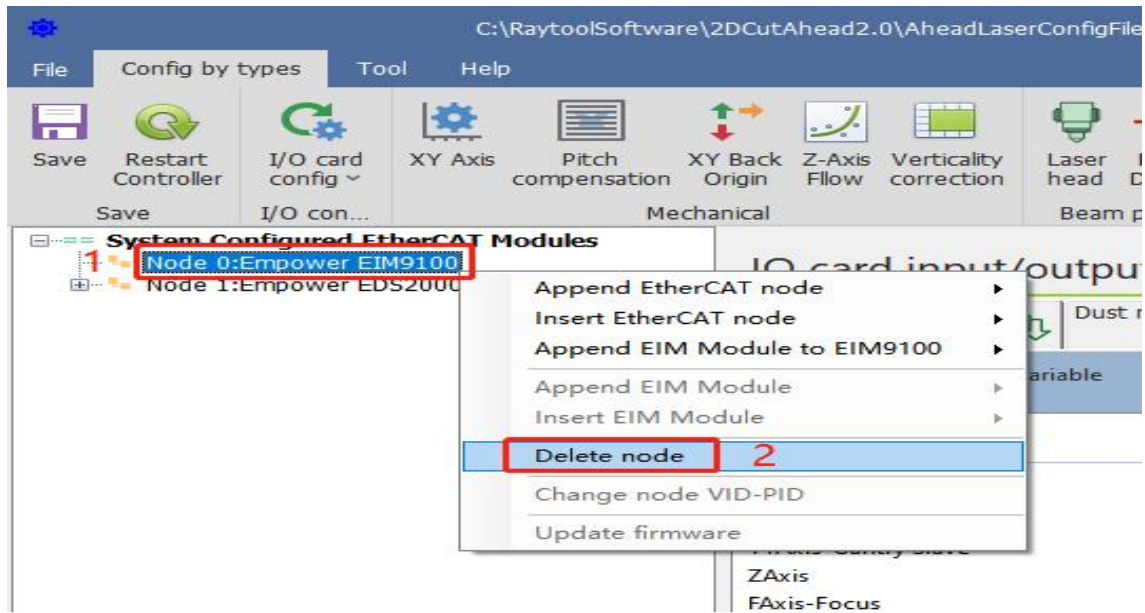 C:\RaytoolSoftware\2DCutAhead2.0\AheadLaserConfigFile
File Config by types Tool Help
Save Restart Controller I/O card config XY Axis Pitch compensation XY Back Origin Z-Axis Fllow Verticality correction Laser head
Save I/O con... Mechanical Beam p
System Configured EtherCAT Modules
1 Node 0:Empower EIM9100
Node 1:Empower EDS2000
IO card input/outpu
Append EtherCAT node
Insert EtherCAT node
Dust r
Append EIM Module to EIM9100
ariable
Append EIM Module
Insert EIM Module
Delete node 2
Change node VID-PID
Update firmware
ZAxis
FAxis-Focus